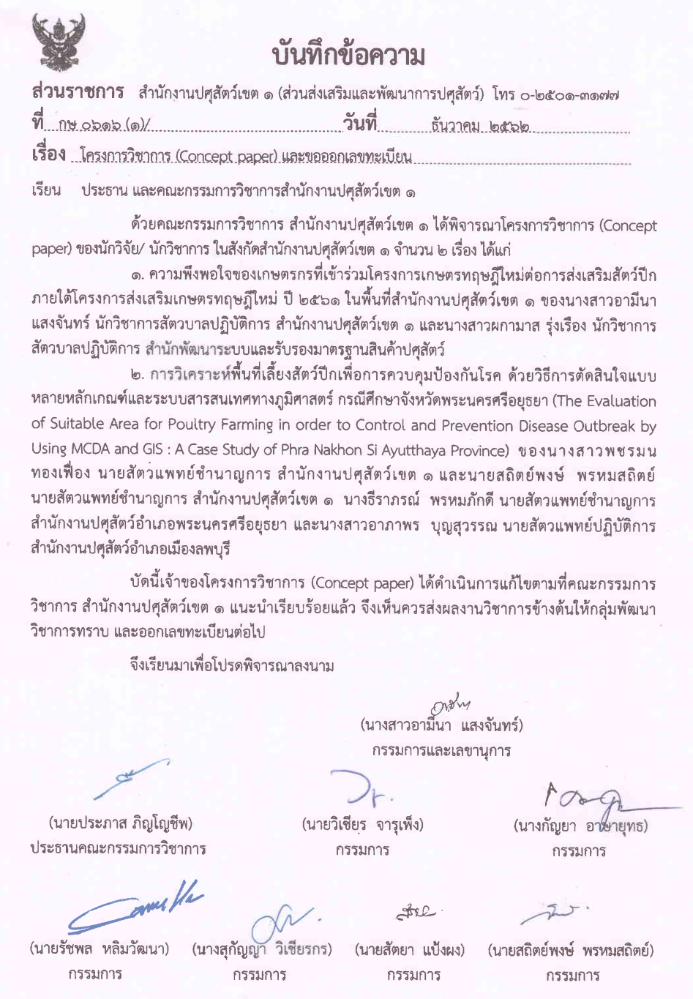 บันทึกข้อความ
ส่วนราชการ สำนักงานปศุสัตว์เขต ๑ (ส่วนส่งเสริมและพัฒนาการปศุสัตว์) โทร ๐-๒๕๐๑-๓๑๗๗
ที่ กษ ๐๖๑๖ (๑)/ วันที่ ธันวาคม ๒๕๖๒
เรื่อง โครงการวิชาการ (Concept paper) และขอออกเลขทะเบียน
เรียน ประธาน และคณะกรรมการวิชาการสำนักงานปศุสัตว์เขต ๑
ด้วยคณะกรรมการวิชาการ สำนักงานปศุสัตว์เขต ๑ ได้พิจารณาโครงการวิชาการ (Concept
paper) ของนักวิจัย/ นักวิชาการ ในสังกัดสำนักงานปศุสัตว์เขต ๑ จำนวน ๒ เรื่อง ได้แก่
๑. ความพึงพอใจของเกษตรกรที่เข้าร่วมโครงการเกษตรทฤษฎีใหม่ต่อการส่งเสริมสัตว์ปีก
ภายใต้โครงการส่งเสริมเกษตรทฤษฎีใหม่ ปี ๒๕๖๑ ในพื้นที่สำนักงานปศุสัตว์เขต ๑ ของนางสาวอามีนา
แสงจันทร์ นักวิชาการสัตวบาลปฏิบัติการ สำนักงานปศุสัตว์เขต ๑ และนางสาวผกามาส รุ่งเรือง นักวิชาการ
สัตวบาลปฏิบัติการ สำนักพัฒนาระบบและรับรองมาตรฐานสินค้าปศุสัตว์
๒. การวิเคราะห์พื้นที่เลี้ยงสัตว์ปีกเพื่อการควบคุมป้องกันโรค ด้วยวิธีการตัดสินใจแบบ
หลายหลักเกณฑ์และระบบสารสนเทศทางภูมิศาสตร์ กรณีศึกษาจังหวัดพระนครศรีอยุธยา (The Evaluation
of Suitable Area for Poultry Farming in order to Control and Prevention Disease Outbreak by
Using MCDA and GIS : A Case Study of Phra Nakhon Si Ayutthaya Province) ของนางสาวพชรมน
ทองเฟื่อง นายสัตวแพทย์ชำนาญการ สำนักงานปศุสัตว์เขต ๑ และนายสถิตย์พงษ์ พรหมสถิตย์
นายสัตวแพทย์ชำนาญการ สำนักงานปศุสัตว์เขต ๑ นางธีราภรณ์ พรหมภักดี นายสัตวแพทย์ชำนาญการ
สำนักงานปศุสัตว์อำเภอพระนครศรีอยุธยา และนางสาวอาภาพร บุญสุวรรณ นายสัตวแพทย์ปฏิบัติการ
สำนักงานปศุสัตว์อำเภอเมืองลพบุรี
บัดนี้เจ้าของโครงการวิชาการ (Concept paper) ได้ดำเนินการแก้ไขตามที่คณะกรรมการ
วิชาการ สำนักงานปศุสัตว์เขต ๑ แนะนำเรียบร้อยแล้ว จึงเห็นควรส่งผลงานวิชาการข้างต้นให้กลุ่มพัฒนา
วิชาการทราบ และออกเลขทะเบียนต่อไป
จึงเรียนมาเพื่อโปรดพิจารณาลงนาม
(นางสาวอามีนา แสงจันทร์)
กรรมการและเลขานุการ
(นายประภาส ภิญโญชีพ) (นายวิเชียร จารุเพ็ง) (นางกัญยา อาษายุทธ)
ประธานคณะกรรมการวิชาการ กรรมการ กรรมการ
(นายรัชพล หลิมวัฒนา) (นางสุกัญญา วิเชียรกร) (นายสัตยา แป้งผง) (นายสถิตย์พงษ์ พรหมสถิตย์)
กรรมการ กรรมการ กรรมการ กรรมการ